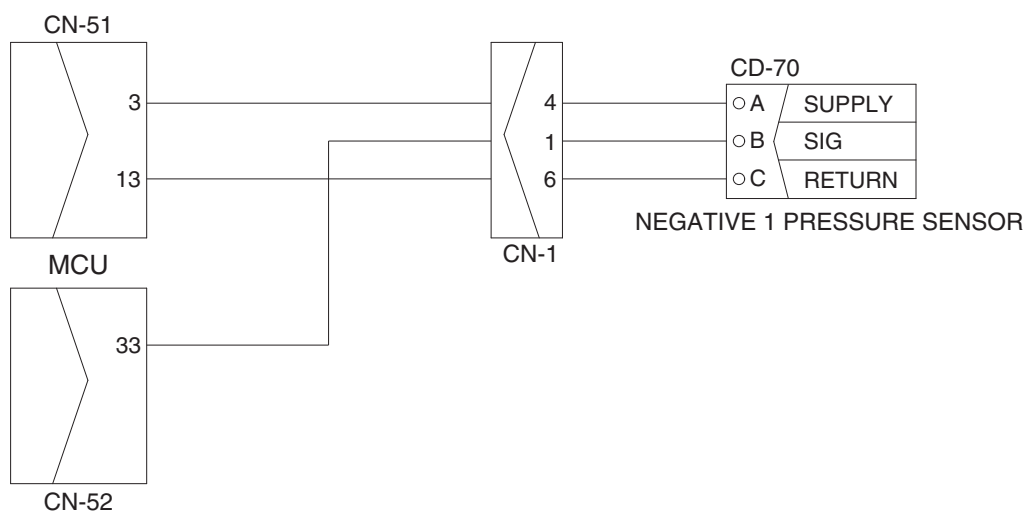 CN-51
3
13
MCU
33
CN-52
4
1
6
CN-1
CD-70
A SUPPLY
B SIG
C RETURN
NEGATIVE 1 PRESSURE SENSOR